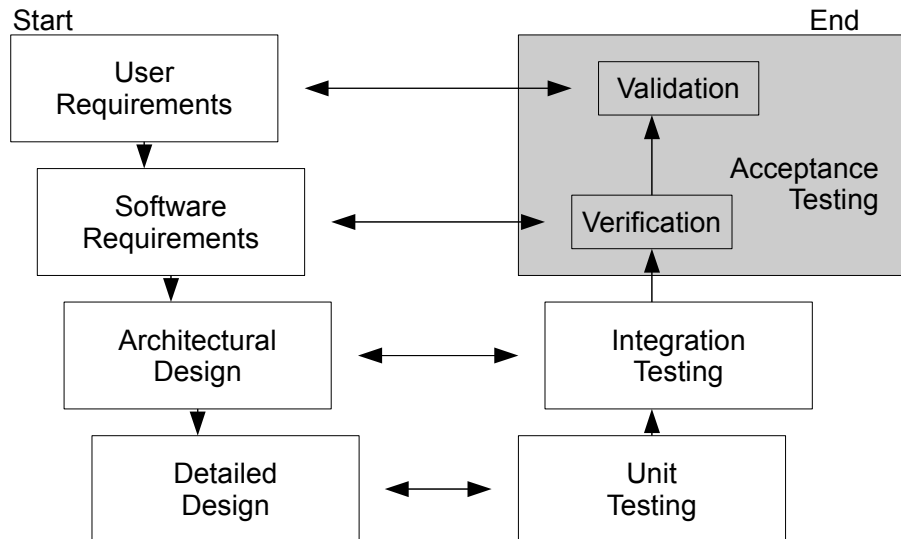 Start
End
User
Requirements
Validation
Acceptance
Testing
Software
Requirements
Verification
Architectural
Design
Integration
Testing
Detailed
Design
Unit
Testing